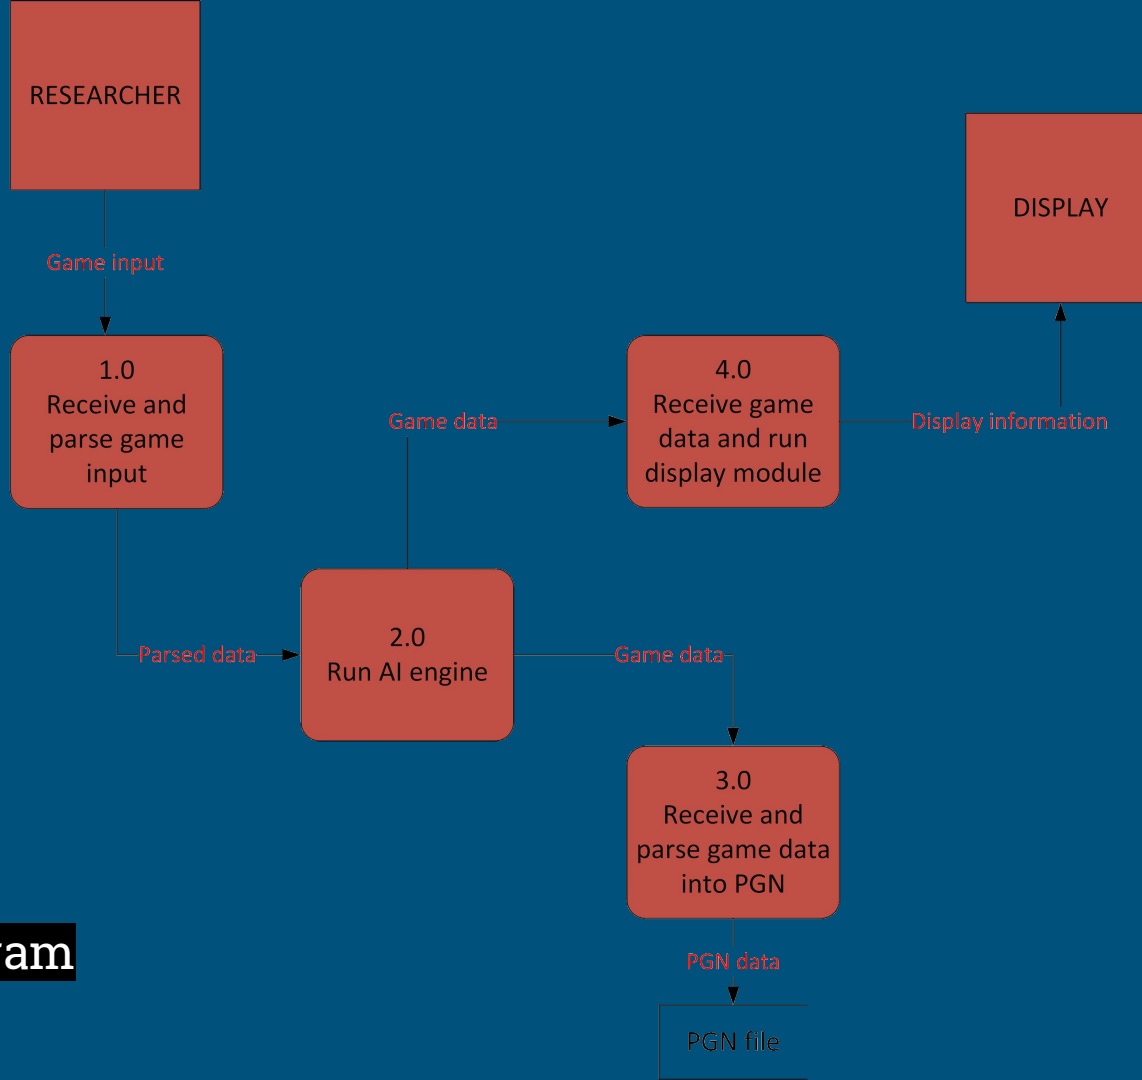 RESEARCHER
DISPLAY
Game input
1.0
Receive and
parse game
input
4.0
Receive game
data and run
display module
Game data
Display information
2.0
Run AI engine
Parsed data
Game data
3.0
Receive and
parse game data
into PGN
PGN data
PGN file